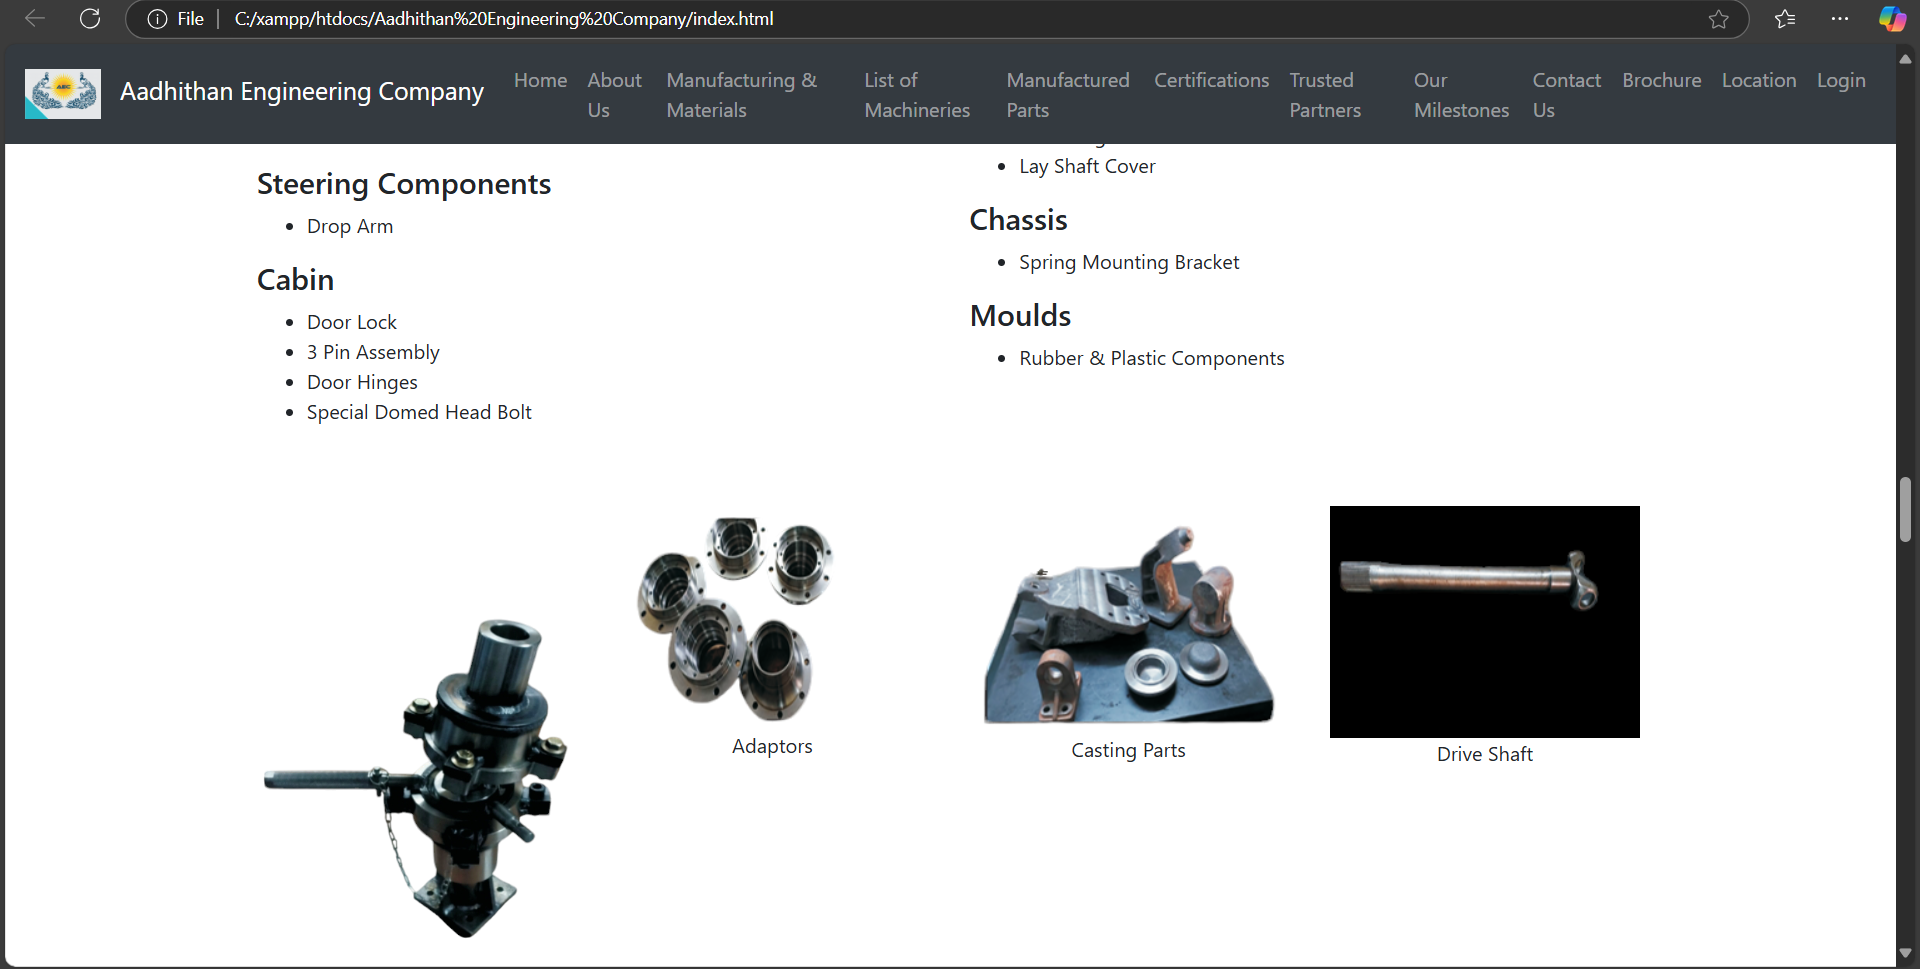 File
C:/xampp/htdocs/Aadhithan%20Engineering%20Company/index.html
AEC
Aadhithan Engineering Company
Home
About
Us
Manufacturing &
Materials
List of
Machineries
Manufactured
Parts
Certifications
Trusted
Partners
Our
Milestones
Contact
Us
Brochure
Location
Login
Steering Components
Drop Arm
Cabin
Door Lock
3 Pin Assembly
Door Hinges
Special Domed Head Bolt
Lay Shaft Cover
Chassis
Spring Mounting Bracket
Moulds
Rubber & Plastic Components
Adaptors
Casting Parts
Drive Shaft